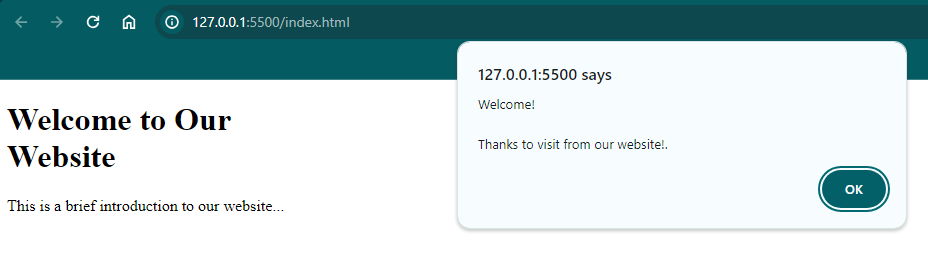 127.0.0.1:5500/index.html
127.0.0.1:5500 says
Welcome!
Thanks to visit from our website!.
OK
Welcome to Our
Website
This is a brief introduction to our website...